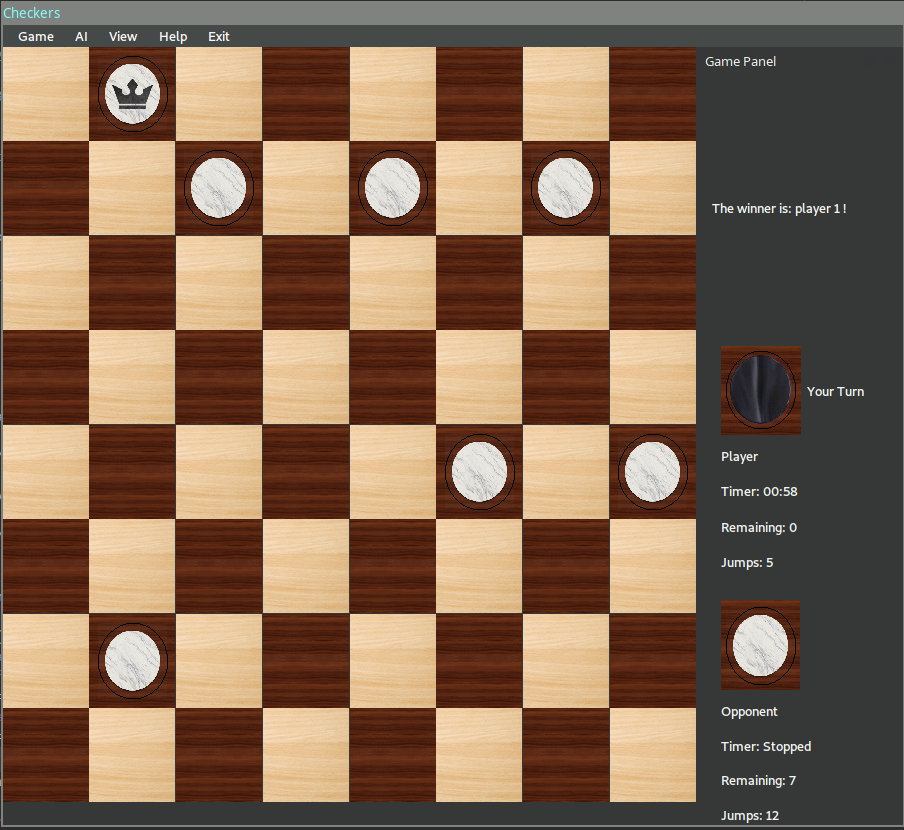 Checkers
Game AI View Help Exit
Game Panel
The winner is: player 1 !
Your Turn
Player
Timer: 00:58
Remaining: 0
Jumps: 5
Opponent
Timer: Stopped
Remaining: 7
Jumps: 12